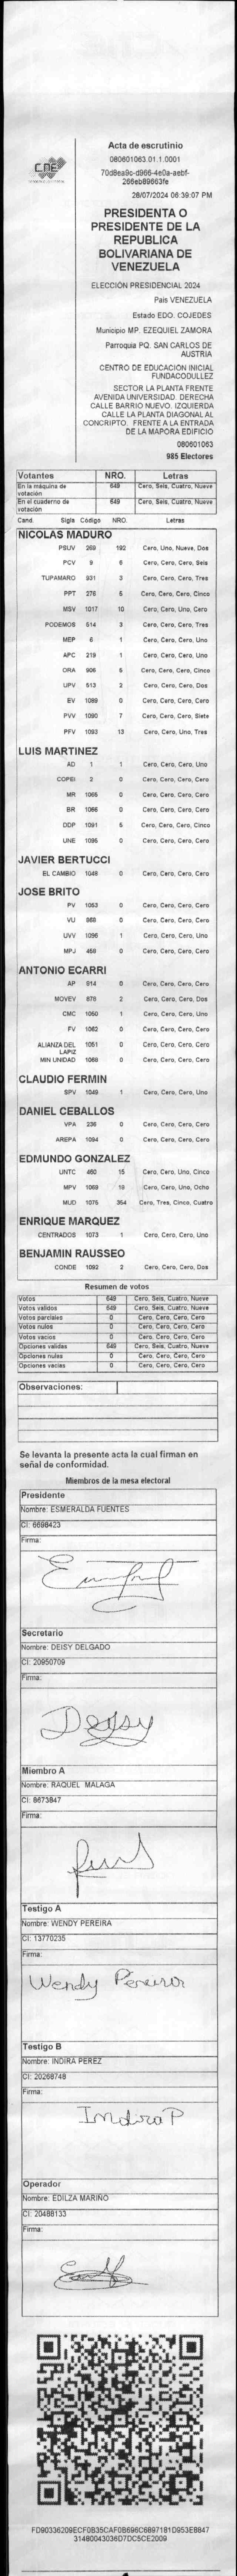 CNE
Acta de escrutinio
080601063.01.1.0001
70d8ea9c-d966-4e0a-aebf-
266eb89663fe
28/07/2024 06:39:07 PM
PRESIDENTA O
PRESIDENTE DE LA
REPUBLICA
BOLIVARIANA DE
VENEZUELA
ELECCIÓN PRESIDENCIAL 2024
Pais VENEZUELA
Estado EDO. COJEDES
Municipio MP. EZEQUIEL ZAMORA
Parroquia PQ. SAN CARLOS DE
AUSTRIA
CENTRO DE EDUCACIÓN INICIAL
FUNDACODULLEZ
SECTOR LA PLANTA FRENTE
AVENIDA UNIVERSIDAD. DERECHA
CALLE BARRIO NUEVO. IZQUIERDA
CALLE LA PLANTA DIAGONAL AL
CONCRIPTO. FRENTE A LA ENTRADA
DE LA MAPORA EDIFICIO
080601063
985 Electores
Votantes NRO. Letras
En la máquina de votación 649 Cero, Seis, Cuatro, Nueve
En el cuaderno de votación 649 Cero, Seis, Cuatro, Nueve
Cand. Sigla Código NRO. Letras
NICOLAS MADURO
PSUV 269 192 Cero, Uno, Nueve, Dos
PCV 9 6 Cero, Cero, Cero, Seis
TUPAMARO 931 3 Cero, Cero, Cero, Tres
PPT 276 5 Cero, Cero, Cero, Cinco
MSV 1017 10 Cero, Cero, Uno, Cero
PODEMOS 514 3 Cero, Cero, Cero, Tres
MEP 6 1 Cero, Cero, Cero, Uno
APC 219 1 Cero, Cero, Cero, Uno
ORA 906 5 Cero, Cero, Cero, Cinco
UPV 513 2 Cero, Cero, Cero, Dos
EV 1089 0 Cero, Cero, Cero, Cero
PVV 1090 7 Cero, Cero, Cero, Siete
PFV 1093 13 Cero, Cero, Uno, Tres
LUIS MARTINEZ
AD 1 1 Cero, Cero, Cero, Uno
COPEI 2 0 Cero, Cero, Cero, Cero
MR 1065 0 Cero, Cero, Cero, Cero
BR 1066 0 Cero, Cero, Cero, Cero
DDP 1091 5 Cero, Cero, Cero, Cinco
UNE 1095 0 Cero, Cero, Cero, Cero
JAVIER BERTUCCI
EL CAMBIO 1048 0 Cero, Cero, Cero, Cero
JOSE BRITO
PV 1053 0 Cero, Cero, Cero, Cero
VU 868 0 Cero, Cero, Cero, Cero
UVV 1096 1 Cero, Cero, Cero, Uno
MPJ 458 0 Cero, Cero, Cero, Cero
ANTONIO ECARRI
AP 914 0 Cero, Cero, Cero, Cero
MOVEV 879 2 Cero, Cero, Cero, Dos
CMC 1050 1 Cero, Cero, Cero, Uno
FV 1062 0 Cero, Cero, Cero, Cero
ALIANZA DEL LAPIZ 1051 0 Cero, Cero, Cero, Cero
MIN UNIDAD 1068 0 Cero, Cero, Cero, Cero
CLAUDIO FERMIN
SPV 1049 1 Cero, Cero, Cero, Uno
DANIEL CEBALLOS
VPA 236 0 Cero, Cero, Cero, Cero
AREPA 1094 0 Cero, Cero, Cero, Cero
EDMUNDO GONZALEZ
UNTC 460 15 Cero, Cero, Uno, Cinco
MPV 1069 18 Cero, Cero, Uno, Ocho
MUD 1075 354 Cero, Tres, Cinco, Cuatro
ENRIQUE MARQUEZ
CENTRADOS 1073 1 Cero, Cero, Cero, Uno
BENJAMIN RAUSSEO
CONDE 1092 2 Cero, Cero, Cero, Dos
Resumen de votos
Votos 649 Cero, Seis, Cuatro, Nueve
Votos válidos 649 Cero, Seis, Cuatro, Nueve
Votos parciales 0 Cero, Cero, Cero, Cero
Votos nulos 0 Cero, Cero, Cero, Cero
Votos vacíos 0 Cero, Cero, Cero, Cero
Opciones validas 649 Cero, Seis, Cuatro, Nueve
Opciones nulas 0 Cero, Cero, Cero, Cero
Opciones vacías 0 Cero, Cero, Cero, Cero
Observaciones:
Se levanta la presente acta la cual firman en
señal de conformidad.
Miembros de la mesa electoral
Presidente
Nombre: ESMERALDA FUENTES
CI: 6698423
Firma:
Secretario
Nombre: DEISY DELGADO
CI: 20950709
Firma:
Deisy
Miembro A
Nombre: RAQUEL MALAGA
CI: 8673847
Firma:
Testigo A
Nombre: WENDY PEREIRA
CI: 13770235
Firma:
Wendy Pereira
Testigo B
Nombre: INDIRA PEREZ
CI: 20268748
Firma:
Indira P
Operador
Nombre: EDILZA MARIÑO
CI: 20488133
Firma:
FD90336209ECF0B35CAF0B696C6897181D953E8847
31480043036D7DC5CE2009